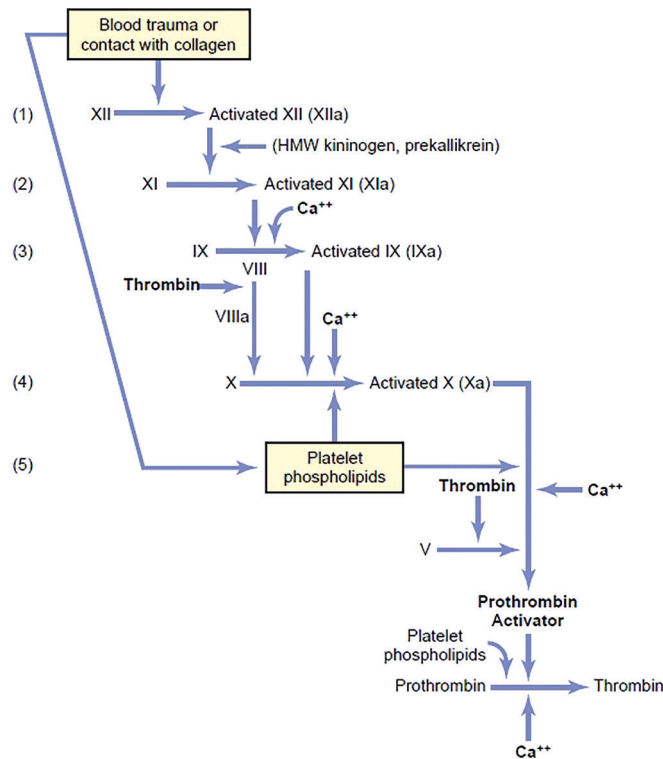 Blood trauma or
contact with collagen
(1)
XII
Activated XII (XIIa)
(HMW kininogen, prekallikrein)
(2)
XI
Activated XI (XIa)
Ca++
(3)
IX
Activated IX (IXa)
VIII
Thrombin
VIIIa
Ca++
(4)
X
Activated X (Xa)
(5)
Platelet
phospholipids
Thrombin
Ca++
V
Prothrombin
Activator
Platelet
phospholipids
Prothrombin
Thrombin
Ca++